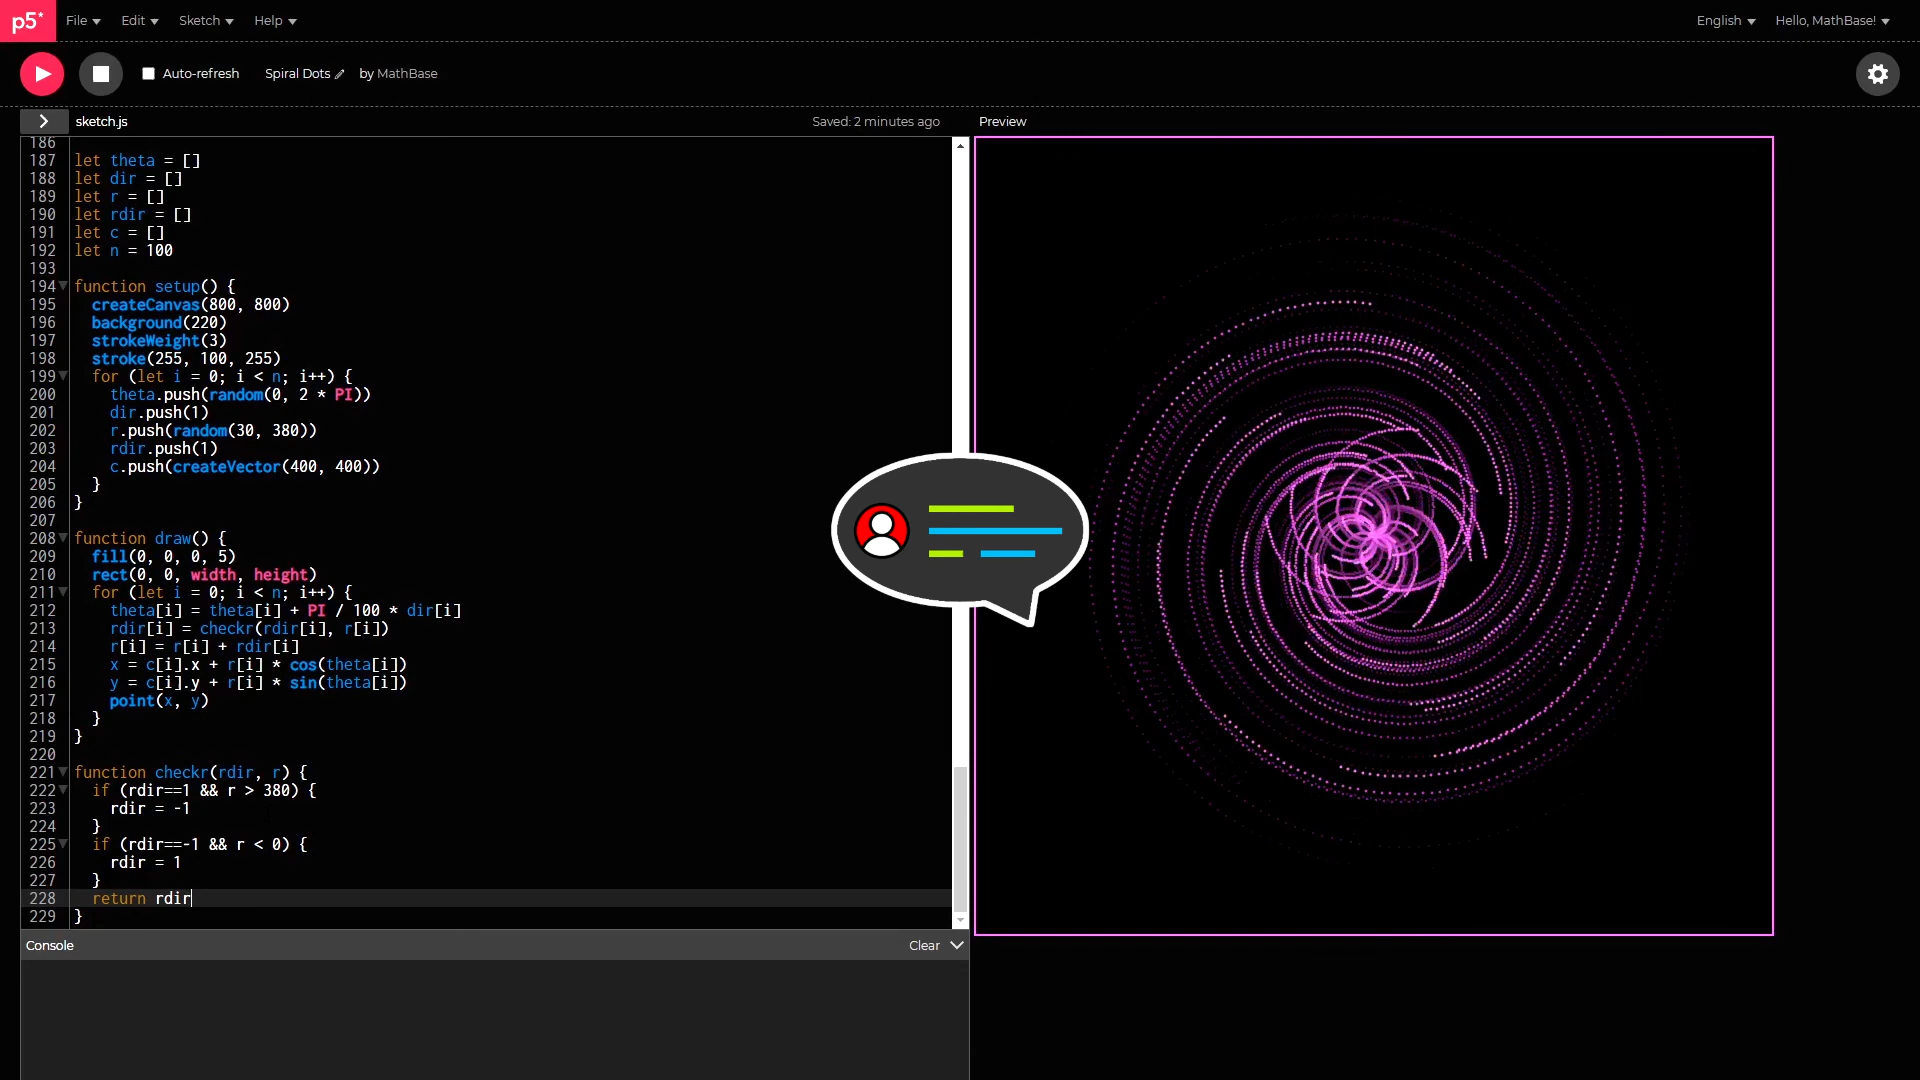 p5* File Edit Sketch Help English Hello, MathBase!
Auto-refresh Spiral Dots by MathBase
sketch.js Saved: 2 minutes ago Preview
186
187 let theta = []
188 let dir = []
189 let r = []
190 let rdir = []
191 let c = []
192 let n = 100
193
194 function setup() {
195   createCanvas(800, 800)
196   background(220)
197   strokeWeight(3)
198   stroke(255, 100, 255)
199   for (let i = 0; i < n; i++) {
200     theta.push(random(0, 2 * PI))
201     dir.push(1)
202     r.push(random(30, 380))
203     rdir.push(1)
204     c.push(createVector(400, 400))
205   }
206 }
207
208 function draw() {
209   fill(0, 0, 0, 5)
210   rect(0, 0, width, height)
211   for (let i = 0; i < n; i++) {
212     theta[i] = theta[i] + PI / 100 * dir[i]
213     rdir[i] = checkr(rdir[i], r[i])
214     r[i] = r[i] + rdir[i]
215     x = c[i].x + r[i] * cos(theta[i])
216     y = c[i].y + r[i] * sin(theta[i])
217     point(x, y)
218   }
219 }
220
221 function checkr(rdir, r) {
222   if (rdir==1 && r > 380) {
223     rdir = -1
224   }
225   if (rdir==-1 && r < 0) {
226     rdir = 1
227   }
228   return rdir
229 }
Console Clear